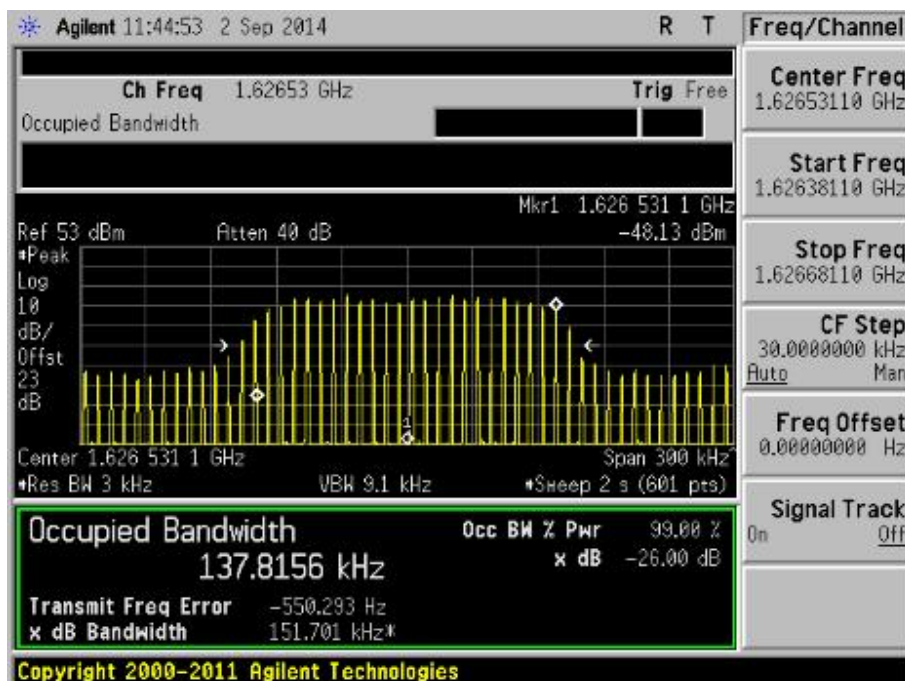 Agilent 11:44:53 2 Sep 2014 R T
Freq/Channel
Ch Freq 1.62653 GHz Trig Free
Occupied Bandwidth
Center Freq
1.62653110 GHz
Start Freq
1.62638110 GHz
Stop Freq
1.62668110 GHz
CF Step
30.0000000 kHz
Auto Man
Freq Offset
0.00000000 Hz
Signal Track
On Off
Mkr1 1.626 531 1 GHz
Ref 53 dBm Atten 40 dB -48.13 dBm
*Peak
Log
10
dB/
Offst
23
dB
1
Center 1.626 531 1 GHz Span 300 kHz^
*Res BW 3 kHz VBW 9.1 kHz *Sweep 2 s (601 pts)
Occupied Bandwidth Occ BW % Pwr 99.00 %
137.8156 kHz x dB -26.00 dB
Transmit Freq Error -550.293 Hz
x dB Bandwidth 151.701 kHz*
Copyright 2000-2011 Agilent Technologies